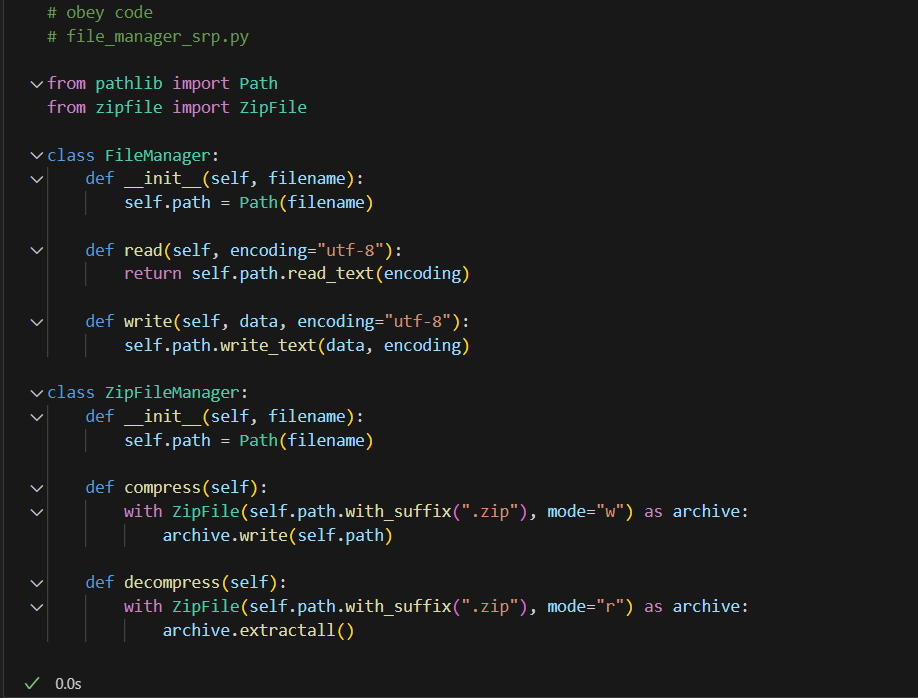 # obey code
# file_manager_srp.py
from pathlib import Path
from zipfile import ZipFile
class FileManager:
def __init__(self, filename):
self.path = Path(filename)
def read(self, encoding="utf-8"):
return self.path.read_text(encoding)
def write(self, data, encoding="utf-8"):
self.path.write_text(data, encoding)
class ZipFileManager:
def __init__(self, filename):
self.path = Path(filename)
def compress(self):
with ZipFile(self.path.with_suffix(".zip"), mode="w") as archive:
archive.write(self.path)
def decompress(self):
with ZipFile(self.path.with_suffix(".zip"), mode="r") as archive:
archive.extractall()
0.0s